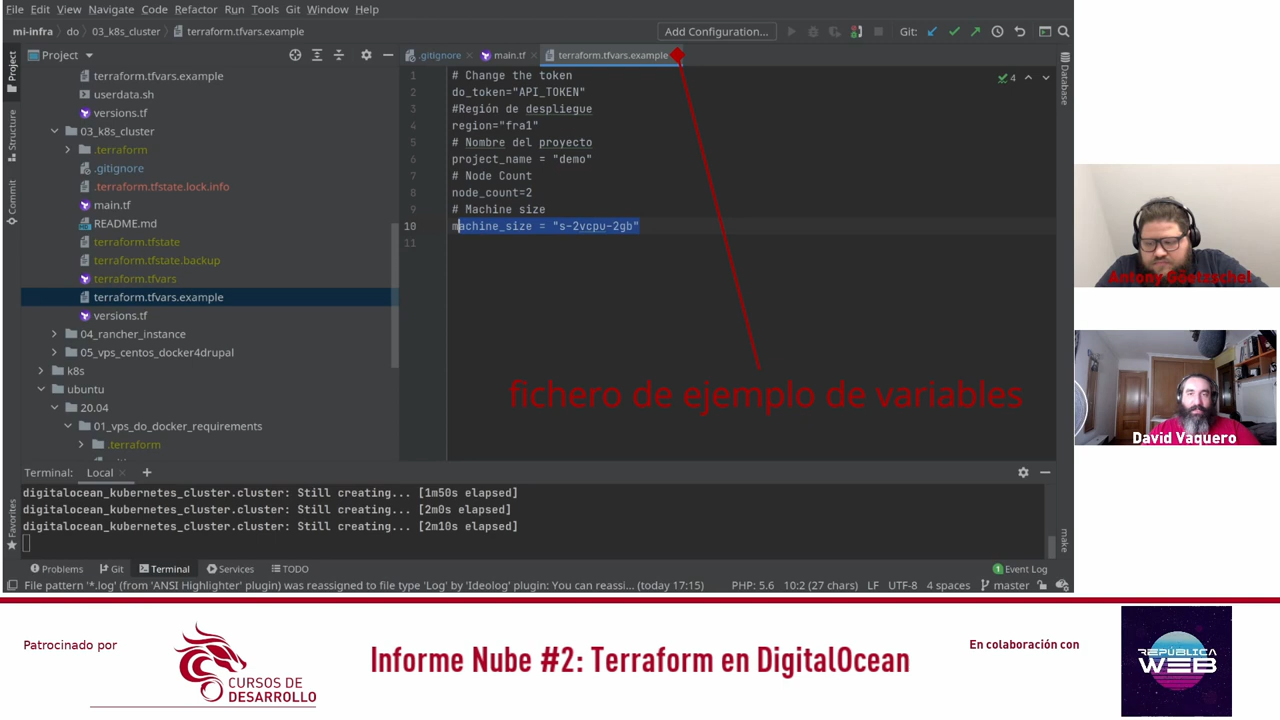 File Edit View Navigate Code Refactor Run Tools Git Window Help
mi-infra do 03_k8s_cluster terraform.tfvars.example Add Configuration... Git:
Project .gitignore main.tf terraform.tfvars.example
terraform.tfvars.example
userdata.sh
versions.tf
03_k8s_cluster
.terraform
.gitignore
.terraform.tfstate.lock.info
main.tf
README.md
terraform.tfstate
terraform.tfstate.backup
terraform.tfvars
terraform.tfvars.example
versions.tf
04_rancher_instance
05_vps_centos_docker4drupal
k8s
ubuntu
20.04
01_vps_do_docker_requirements
.terraform
1 # Change the token
2 do_token="API_TOKEN"
3 #Región de despliegue
4 region="fra1"
5 # Nombre del proyecto
6 project_name = "demo"
7 # Node Count
8 node_count=2
9 # Machine size
10 machine_size = "s-2vcpu-2gb"
11
4
fichero de ejemplo de variables
Project
Structure
Commit
Favorites
Database
make
Terminal: Local +
digitalocean_kubernetes_cluster.cluster: Still creating... [1m50s elapsed]
digitalocean_kubernetes_cluster.cluster: Still creating... [2m0s elapsed]
digitalocean_kubernetes_cluster.cluster: Still creating... [2m10s elapsed]
Problems Git Terminal Services TODO 1 Event Log
File pattern '*.log' (from 'ANSI Highlighter' plugin) was reassigned to file type 'Log' by 'Ideolog' plugin: You can reassi... (today 17:15) PHP: 5.6 10:2 (27 chars) LF UTF-8 4 spaces master
Antony Goetzschel
David Vaquero
Patrocinado por
CURSOS DE
DESARROLLO
Informe Nube #2: Terraform en DigitalOcean
En colaboración con
REPÚBLICA
WEB